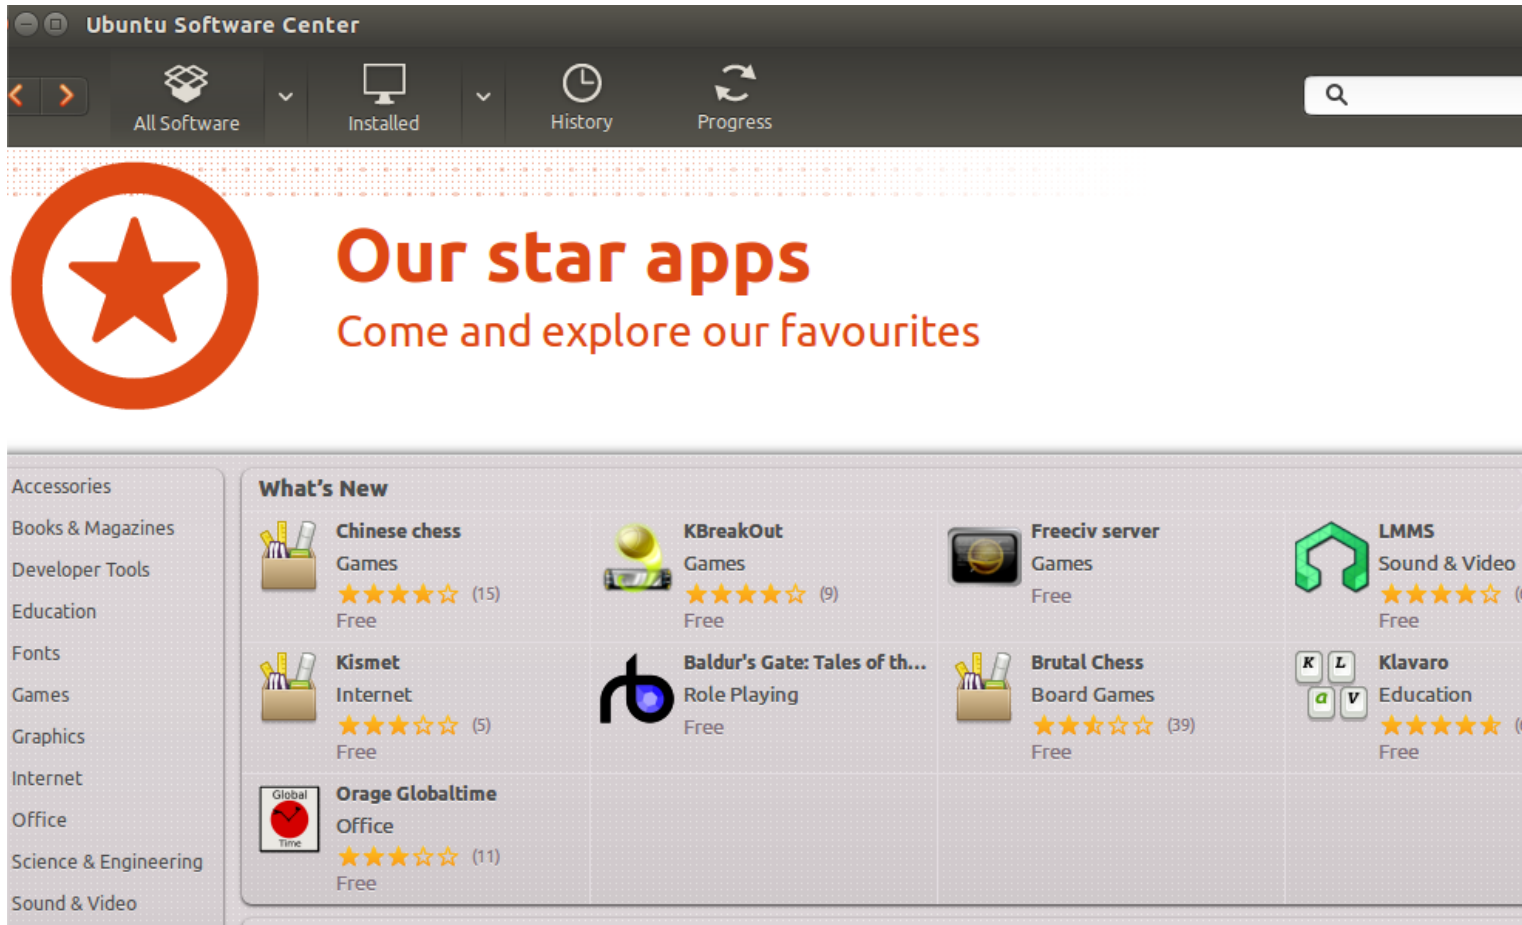 Ubuntu Software Center
All Software
Installed
History
Progress
Our star apps
Come and explore our favourites
Accessories
Books & Magazines
Developer Tools
Education
Fonts
Games
Graphics
Internet
Office
Science & Engineering
Sound & Video
What's New
Chinese chess
Games
(15)
Free
KBreakOut
Games
(9)
Free
Freeciv server
Games
Free
LMMS
Sound & Video
Free
Kismet
Internet
(5)
Free
Baldur's Gate: Tales of th...
Role Playing
Free
Brutal Chess
Board Games
(39)
Free
K L
a V
Klavaro
Education
Free
Global
Time
Orage Globaltime
Office
(11)
Free